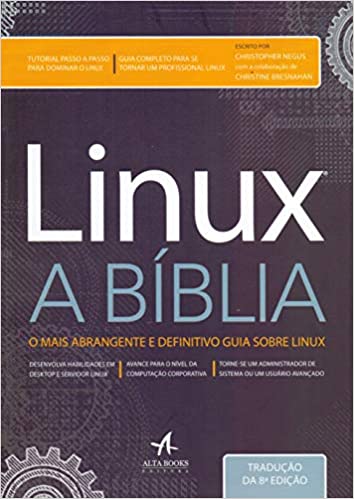 TUTORIAL PASSO A PASSO
PARA DOMINAR O LINUX
GUIA COMPLETO PARA SE
TORNAR UM PROFISSIONAL LINUX
ESCRITO POR
CHRISTOPHER NEGUS
com a colaboração de
CHRISTINE BRESNAHAN
Linux®
A BÍBLIA
O MAIS ABRANGENTE E DEFINITIVO GUIA SOBRE LINUX
DESENVOLVA HABILIDADES EM
DESKTOP E SERVIDOR LINUX
AVANCE PARA O NÍVEL DA
COMPUTAÇÃO CORPORATIVA
TORNE-SE UM ADMINISTRADOR DE
SISTEMA OU UM USUÁRIO AVANÇADO
ALTA BOOKS
EDITORA
TRADUÇÃO
DA 8ª EDIÇÃO